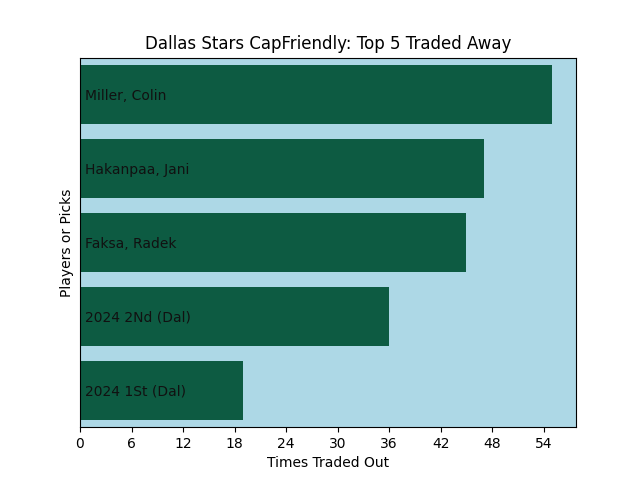 Dallas Stars CapFriendly: Top 5 Traded Away
Players or Picks
Miller, Colin
Hakanpaa, Jani
Faksa, Radek
2024 2Nd (Dal)
2024 1St (Dal)
0 6 12 18 24 30 36 42 48 54
Times Traded Out